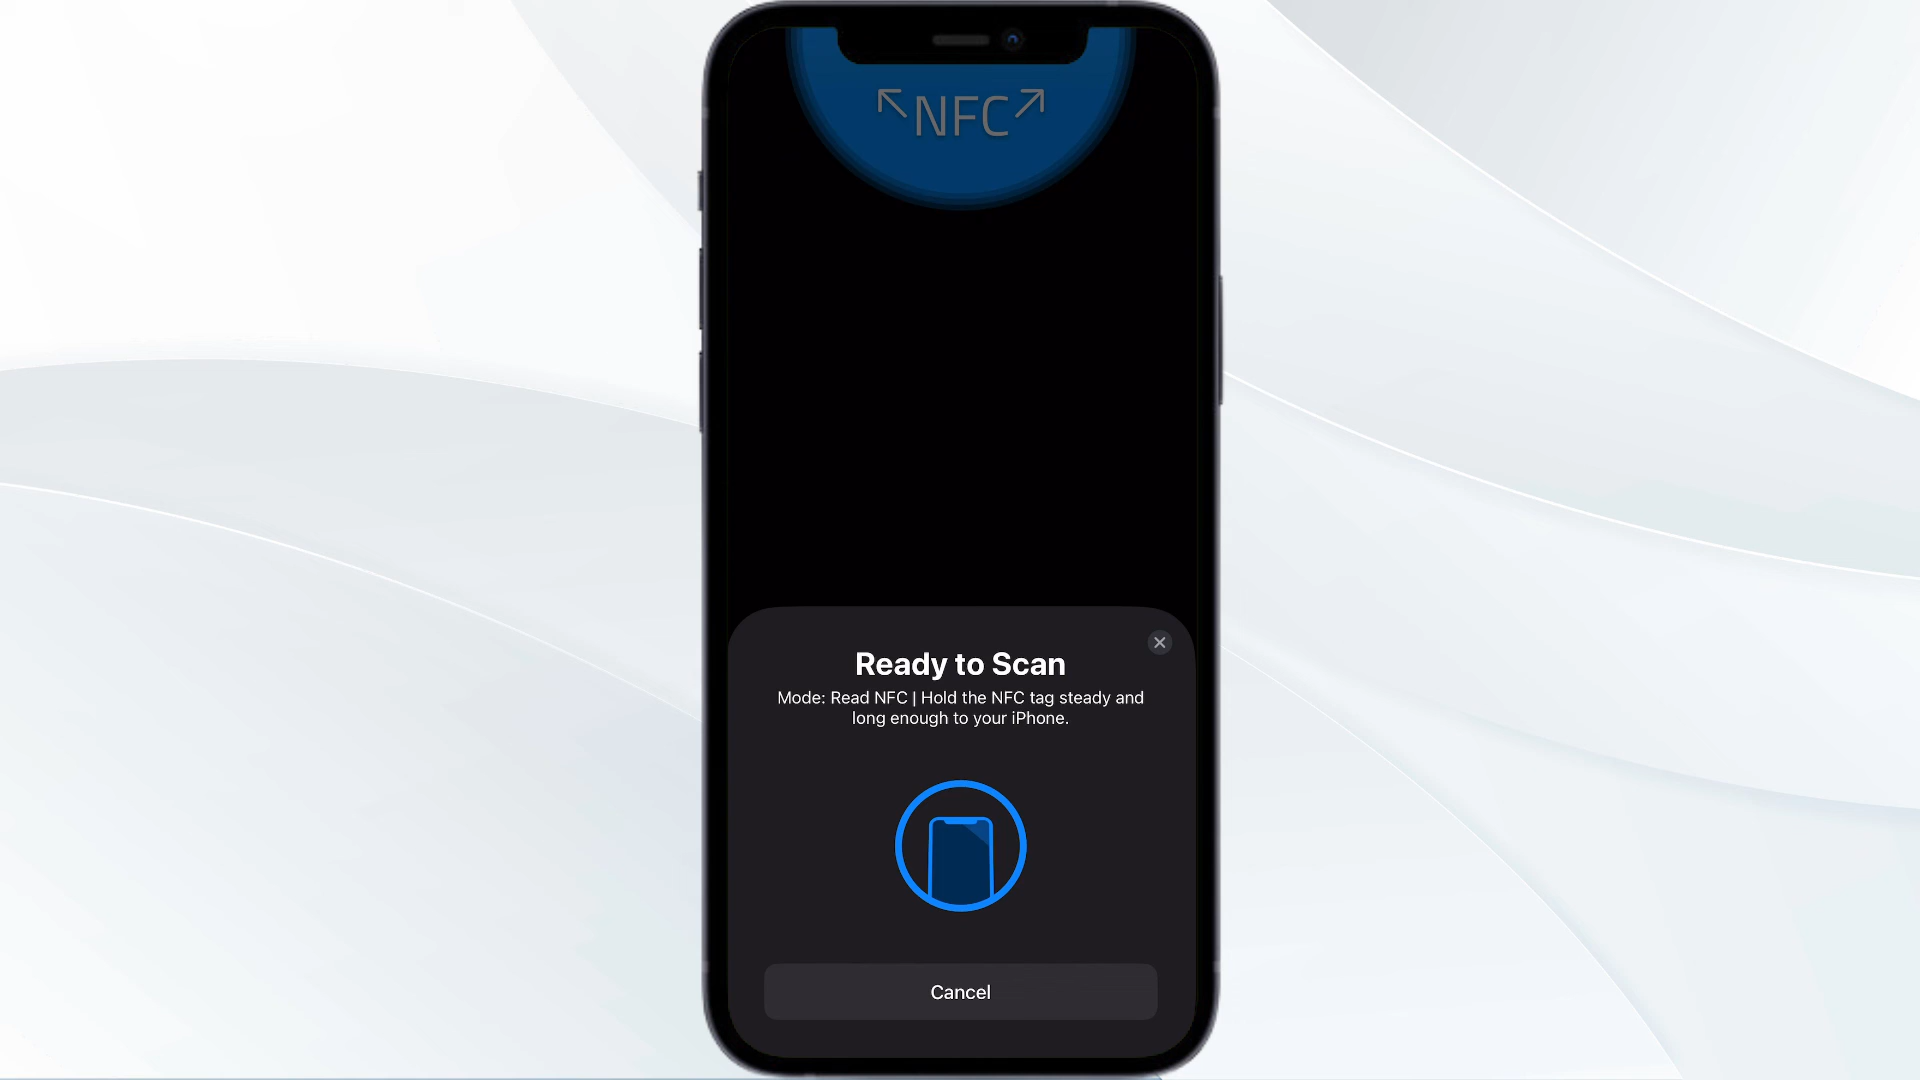 NFC
Ready to Scan
Mode: Read NFC | Hold the NFC tag steady and
long enough to your iPhone.
Cancel